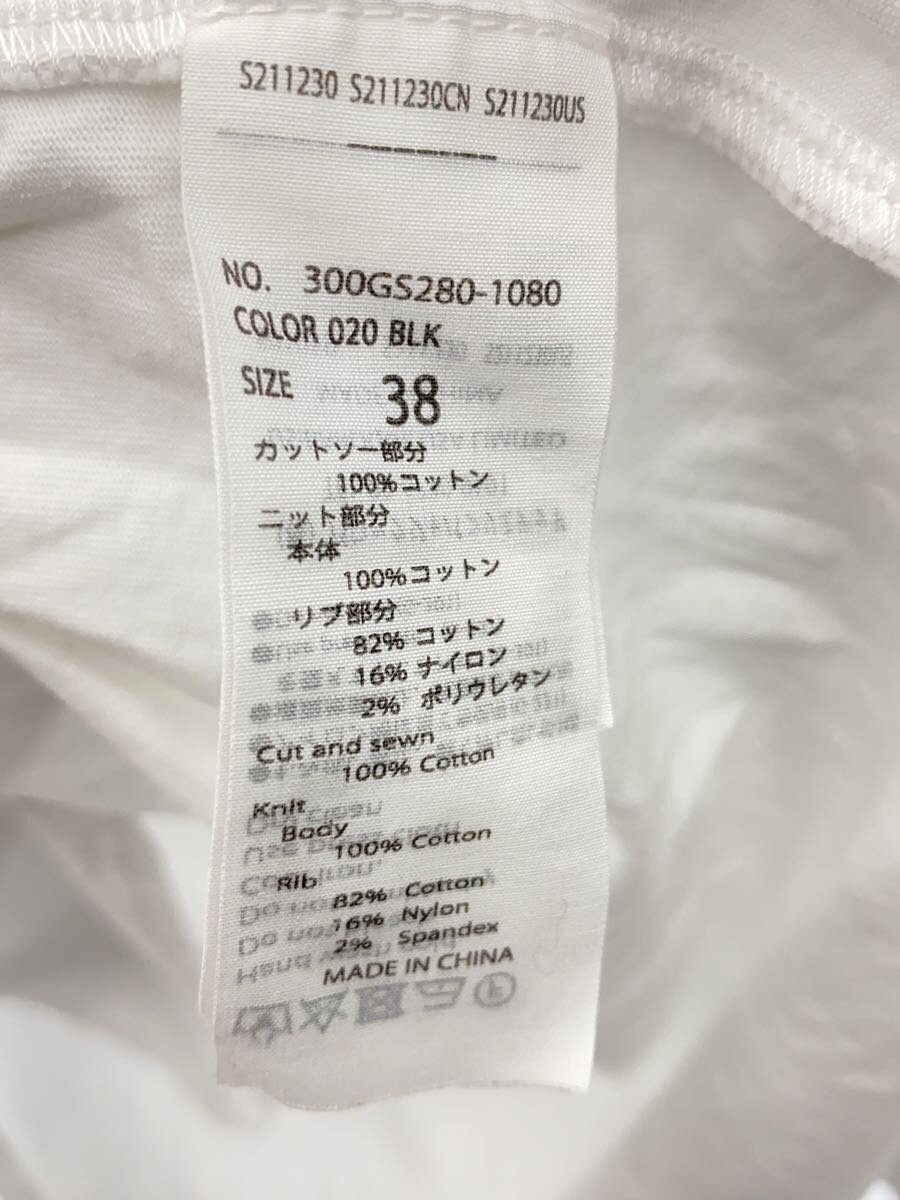 S211230 S211230CN S211230US
NO. 300GS280-1080
COLOR 020 BLK
SIZE 38
カットソー部分
100%コットン
ニット部分
本体
100%コットン
リブ部分
82% コットン
16% ナイロン
2% ポリウレタン
Cut and sewn
100% Cotton
Knit
Body
100% Cotton
Rib
82% Cotton
16% Nylon
2% Spandex
MADE IN CHINA